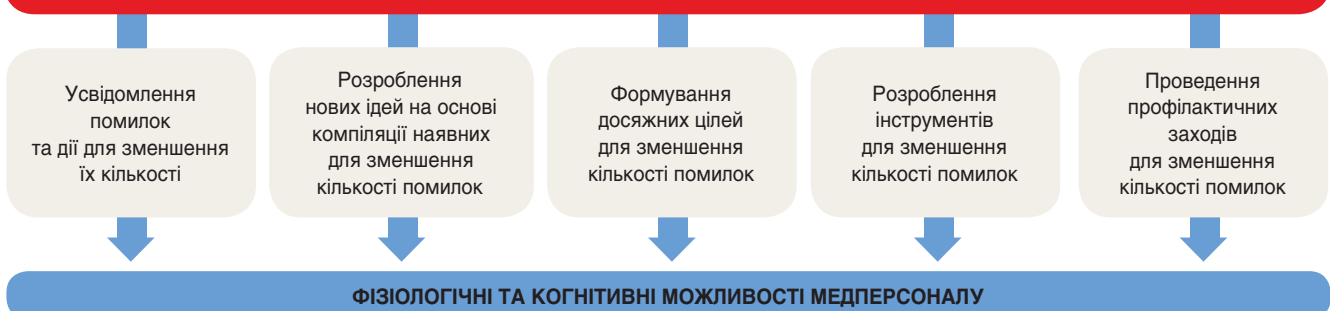 Усвідомлення
помилок
та дії для зменшення
їх кількості
Розроблення
нових ідей на основі
компіляції наявних
для зменшення
кількості помилок
Формування
досяжних цілей
для зменшення
кількості помилок
Розроблення
інструментів
для зменшення
кількості помилок
Проведення
профілактичних
заходів
для зменшення
кількості помилок
ФІЗІОЛОГІЧНІ ТА КОГНІТИВНІ МОЖЛИВОСТІ МЕДПЕРСОНАЛУ